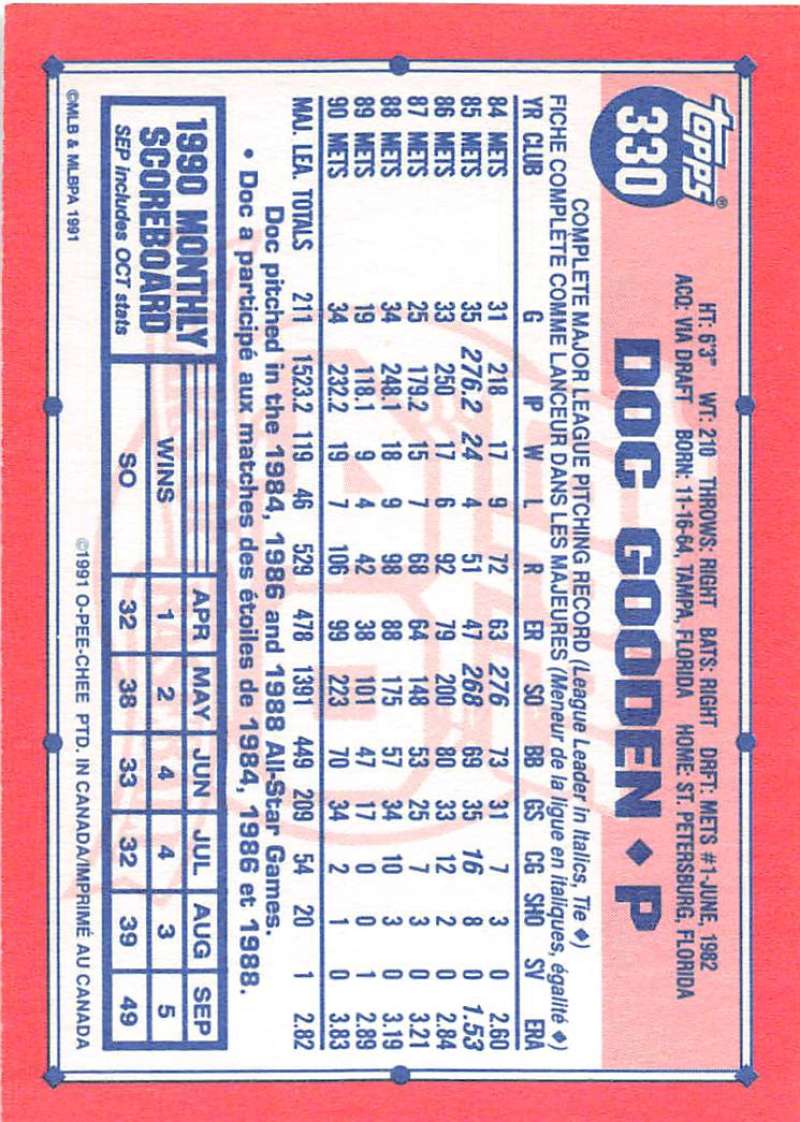 topps®
330
HT: 6'3" WT: 210 THROWS: RIGHT BATS: RIGHT DRFT: METS #1-JUNE, 1982
ACQ: VIA DRAFT BORN: 11-16-64, TAMPA, FLORIDA HOME: ST. PETERSBURG, FLORIDA
DOC GOODEN ♦ P
COMPLETE MAJOR LEAGUE PITCHING RECORD (League Leader in Italics, Tie ♦)
FICHE COMPLÈTE COMME LANCEUR DANS LES MAJEURES (Meneur de la ligue en italiques, égalité ♦)
YR CLUB G IP W L R ER SO BB GS CG SHO SV ERA
84 METS 31 218 17 9 72 63 276 73 31 7 3 0 2.60
85 METS 35 276.2 24 4 51 47 268 69 35 16 8 0 1.53
86 METS 33 250 17 6 92 79 200 80 33 12 2 0 2.84
87 METS 25 179.2 15 7 68 64 148 53 25 7 3 0 3.21
88 METS 34 248.1 18 9 98 88 175 57 34 10 3 0 3.19
89 METS 19 118.1 9 4 42 38 101 47 17 0 0 1 2.89
90 METS 34 232.2 19 7 106 99 223 70 34 2 1 0 3.83
MAJ. LEA. TOTALS 211 1523.2 119 46 529 478 1391 449 209 54 20 1 2.82
Doc pitched in the 1984, 1986 and 1988 All-Star Games.
• Doc a participé aux matches des étoiles de 1984, 1986 et 1988.
1990 MONTHLY
SCOREBOARD
SEP includes OCT stats
APR MAY JUN JUL AUG SEP
WINS 1 2 4 4 3 5
SO 32 38 33 32 39 49
©MLB & MLBPA 1991 ©1991 O-PEE-CHEE PTD. IN CANADA/IMPRIMÉ AU CANADA